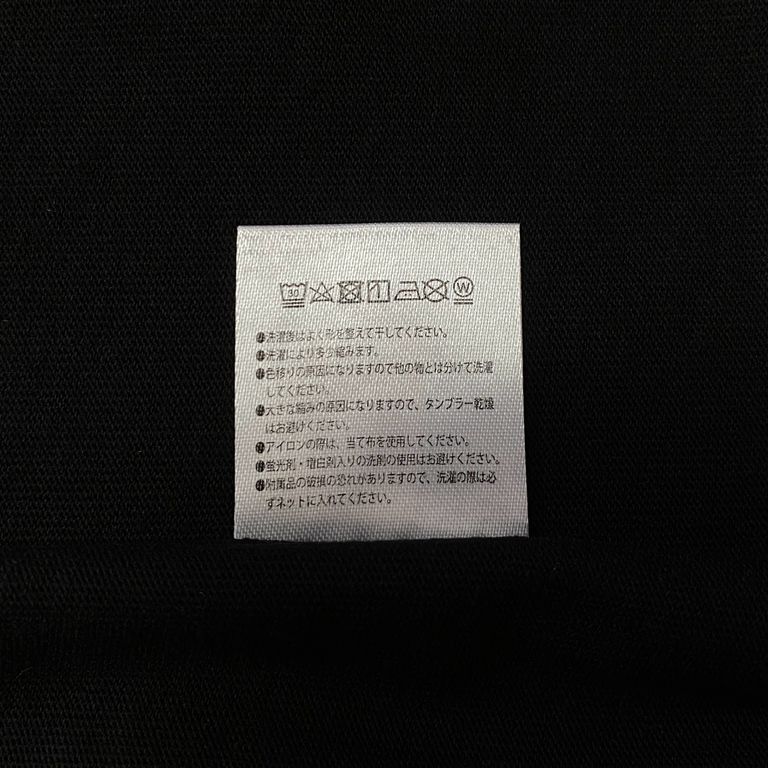 30
W
●洗濯後はよく形を整えて干してください。
●洗濯により多少縮みます。
●色移りの原因になりますので他の物とは分けて洗濯
してください。
●大きな縮みの原因になりますので、タンブラー乾燥
はお避けください。
●アイロンの際は、当て布を使用してください。
●蛍光剤・増白剤入りの洗剤の使用はお避けください。
●附属品の破損の恐れがありますので、洗濯の際は必
ずネットに入れてください。